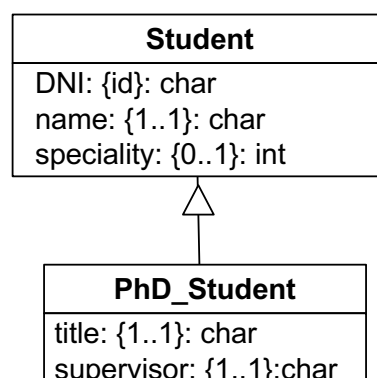 Student
DNI: {id}: char
name: {1..1}: char
speciality: {0..1}: int
PhD_Student
title: {1..1}: char
supervisor: {1..1}:char